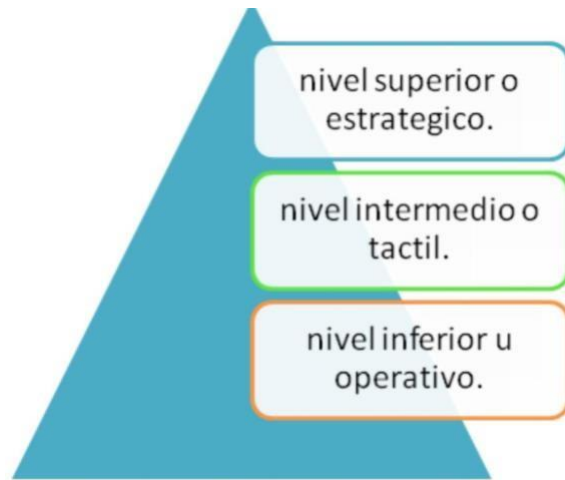 nivel superior o
estrategico.
nivel intermedio o
tactil.
nivel inferior u
operativo.